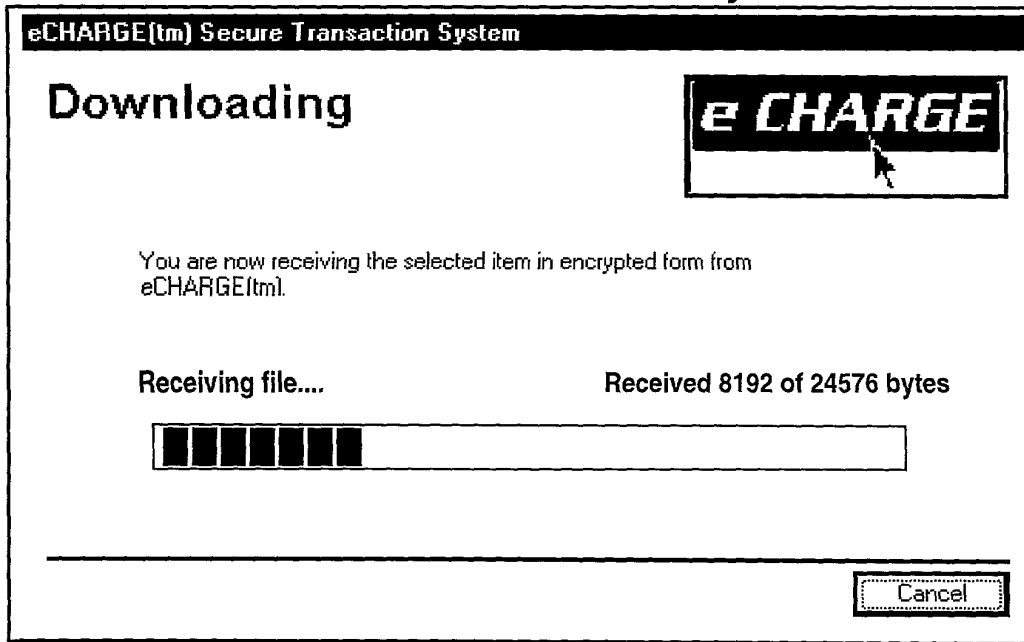 eCHARGE(tm) Secure Transaction System
Downloading
e CHARGE
You are now receiving the selected item in encrypted form from
eCHARGE(tm).
Receiving file....
Received 8192 of 24576 bytes
Cancel